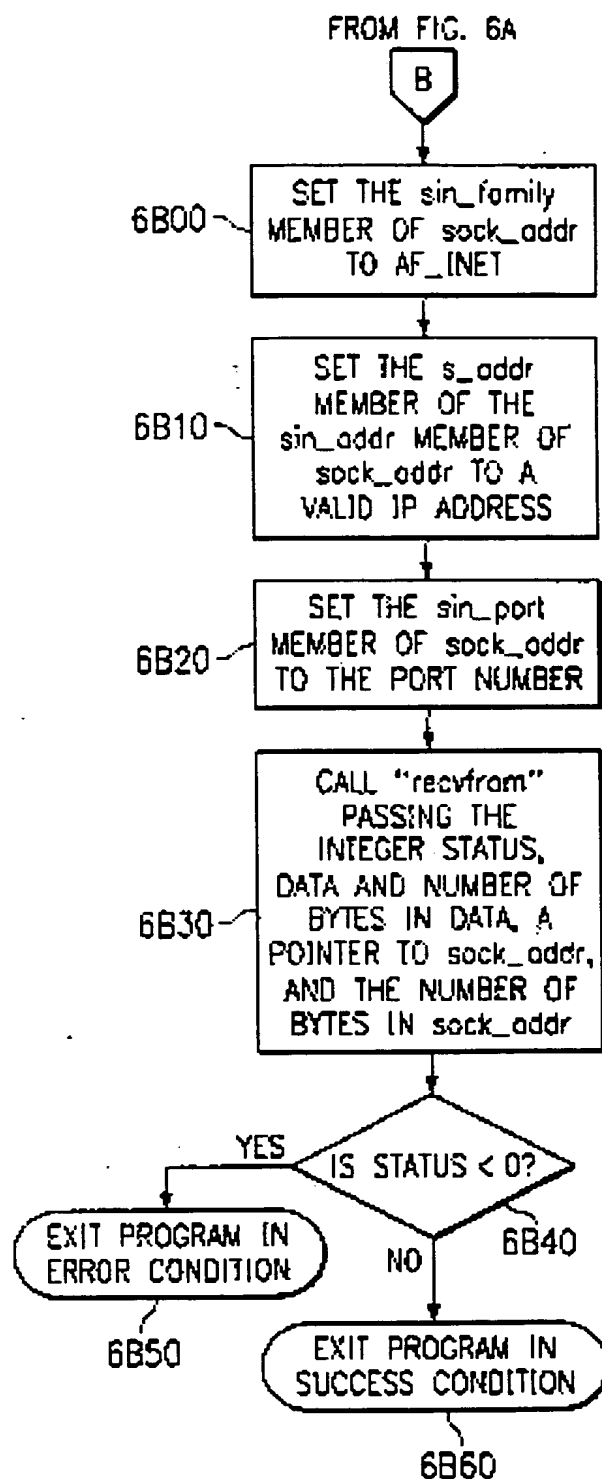 FROM FIG. 6A
B
6B00
SET THE sin_family
MEMBER OF sock_addr
TO AF_INET
6B10
SET THE s_addr
MEMBER OF THE
sin_addr MEMBER OF
sock_addr TO A
VALID IP ADDRESS
6B20
SET THE sin_port
MEMBER OF sock_addr
TO THE PORT NUMBER
6B30
CALL "recvfrom"
PASSING THE
INTEGER STATUS,
DATA AND NUMBER OF
BYTES IN DATA, A
POINTER TO sock_addr,
AND THE NUMBER OF
BYTES IN sock_addr
YES
IS STATUS < 0?
6B40
NO
EXIT PROGRAM IN
ERROR CONDITION
6B50
EXIT PROGRAM IN
SUCCESS CONDITION
6B60